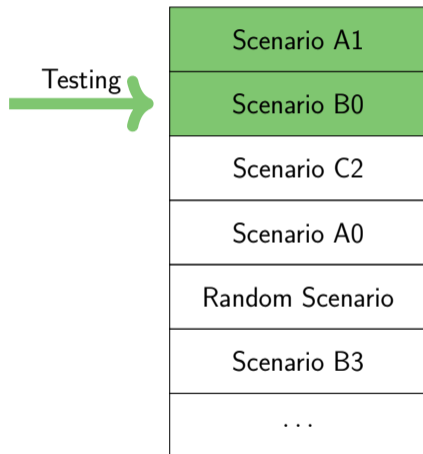 Scenario A1
Testing
Scenario B0
Scenario C2
Scenario A0
Random Scenario
Scenario B3
...